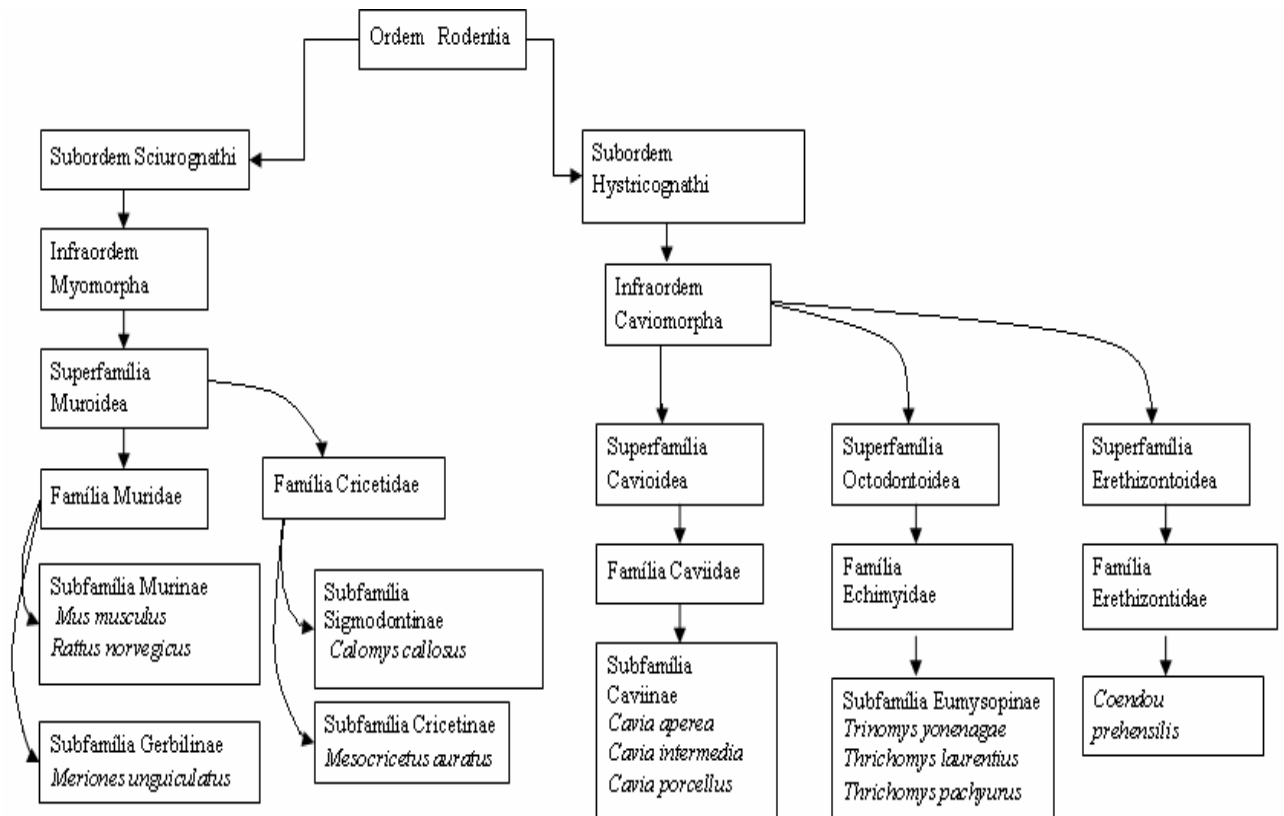 Ordem Rodentia
Subordem Sciurognathi
Subordem
Hystricognathi
Infraordem
Myomorpha
Infraordem
Caviomorpha
Superfamília
Muroidea
Superfamília
Cavioidea
Superfamília
Octodontoidea
Superfamília
Erethizontoidea
Família Muridae
Família Cricetidae
Família Caviidae
Família
Echimyidae
Família
Erethizontidae
Subfamília Murinae
Mus musculus
Rattus norvegicus
Subfamília
Sigmodontinae
Calomys callosus
Subfamília Gerbilinae
Meriones unguiculatus
Subfamília Cricetinae
Mesocricetus auratus
Subfamília
Caviinae
Cavia aperea
Cavia intermedia
Cavia porcellus
Subfamília Eumysopinae
Trinomys yonenagae
Thrichomys laurentius
Thrichomys pachyurus
Coendou
prehensilis